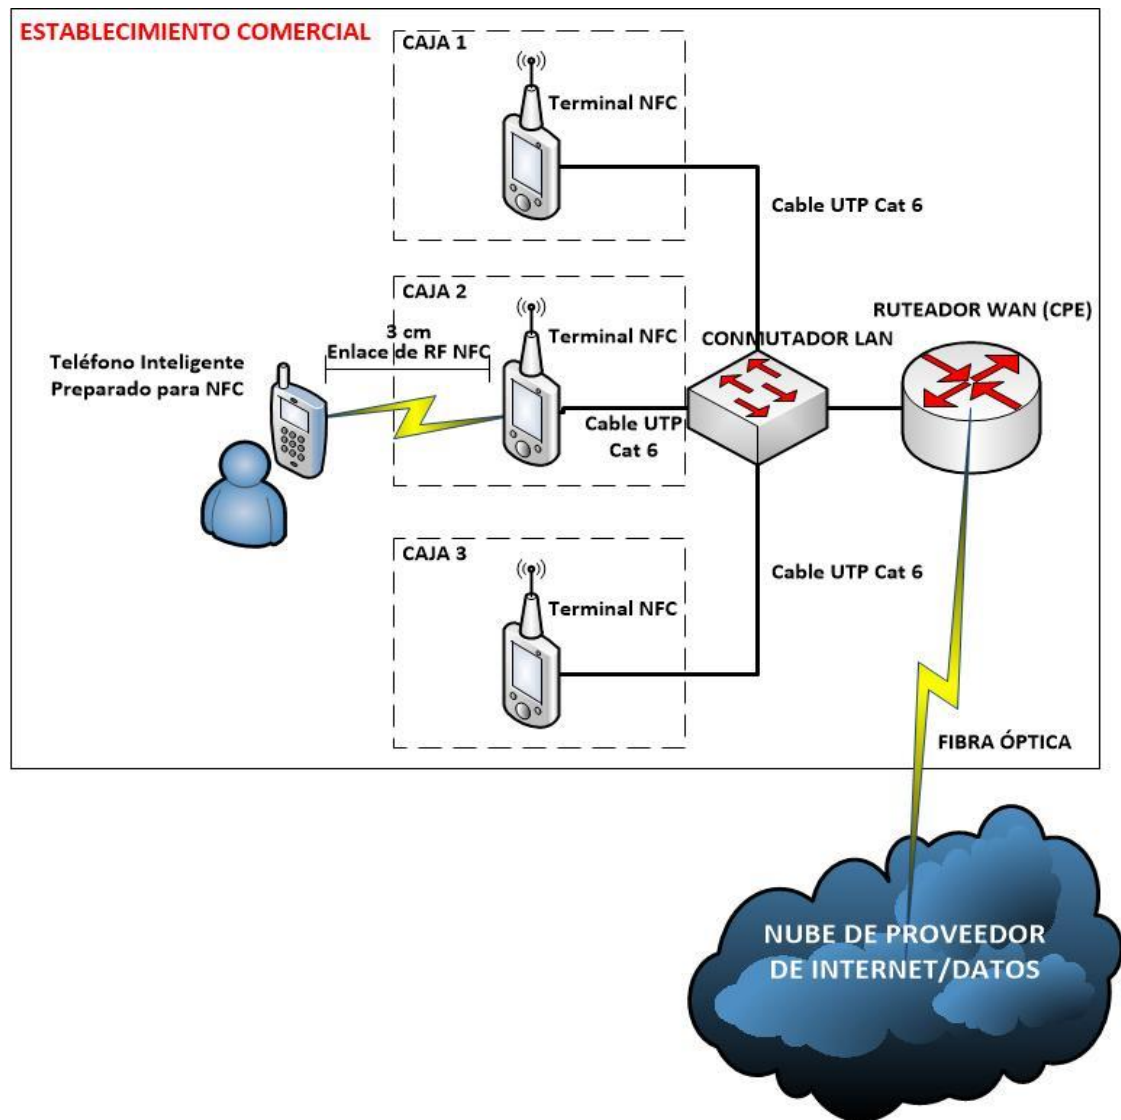 ESTABLECIMIENTO COMERCIAL
CAJA 1
Terminal NFC
Cable UTP Cat 6
CAJA 2
3 cm
Enlace de RF NFC
Terminal NFC
Teléfono Inteligente
Preparado para NFC
Cable UTP
Cat 6
CONMUTADOR LAN
RUTEADOR WAN (CPE)
CAJA 3
Terminal NFC
Cable UTP Cat 6
FIBRA ÓPTICA
NUBE DE PROVEEDOR
DE INTERNET/DATOS